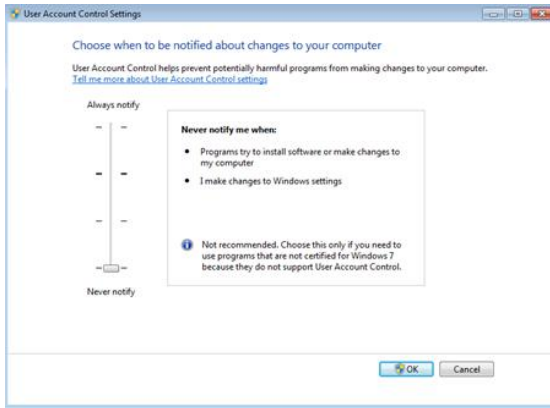 User Account Control Settings
Choose when to be notified about changes to your computer
User Account Control helps prevent potentially harmful programs from making changes to your computer.
Tell me more about User Account Control settings
Always notify
Never notify me when:
Programs try to install software or make changes to
my computer
I make changes to Windows settings
Not recommended. Choose this only if you need to
use programs that are not certified for Windows 7
because they do not support User Account Control.
Never notify
OK
Cancel